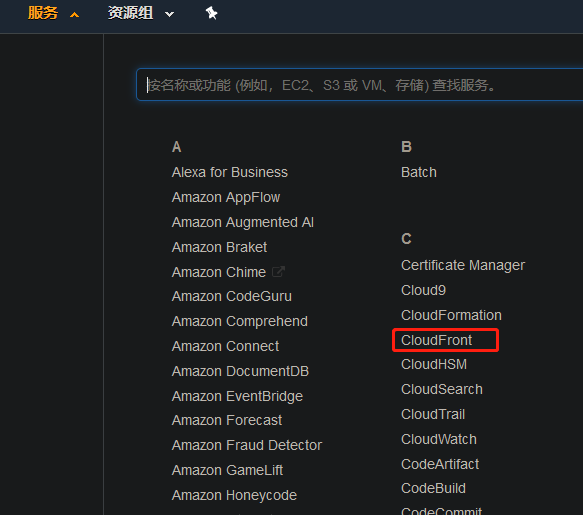 服务 资源组
按名称或功能 (例如，EC2、S3 或 VM、存储) 查找服务。
A
Alexa for Business
Amazon AppFlow
Amazon Augmented AI
Amazon Braket
Amazon Chime
Amazon CodeGuru
Amazon Comprehend
Amazon Connect
Amazon DocumentDB
Amazon EventBridge
Amazon Forecast
Amazon Fraud Detector
Amazon GameLift
Amazon Honeycode
B
Batch
C
Certificate Manager
Cloud9
CloudFormation
CloudFront
CloudHSM
CloudSearch
CloudTrail
CloudWatch
CodeArtifact
CodeBuild
CodeCommit